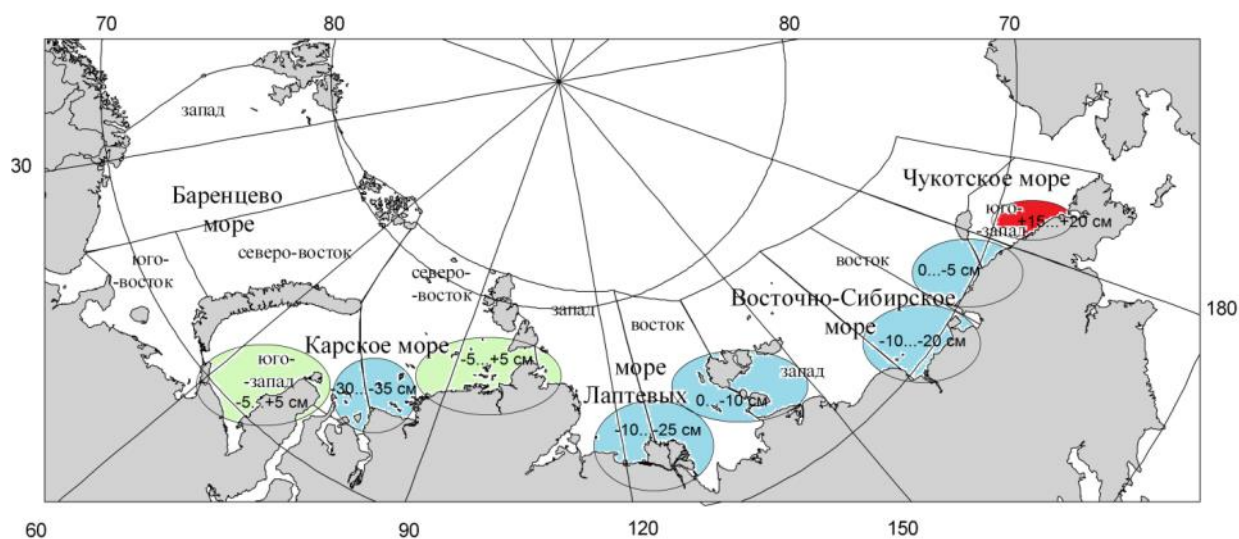 70
80
80
70
запад
30
Чукотское море
Баренцево
море
юго-
-запад
+15...+20 см
юго-
-восток
северо-восток
северо-
-восток
запад
восток
восток
0...-5 см
Восточно-Сибирское
море
-10...-20 см
180
Карское море
юго-
-запад
-5...+5 см
-30...-35 см
-5...+5 см
море
Лаптевых
запад
0...-10 см
-10...-25 см
60
90
120
150